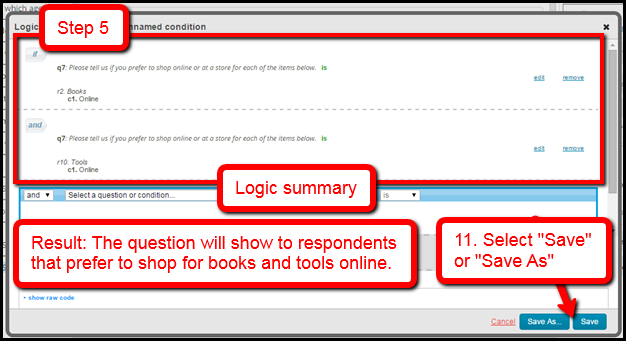 which age
Logic
nnamed condition
Step 5
if
q7: Please tell us if you prefer to shop online or at a store for each of the items below. is
edit remove
r2. Books
c1. Online
and
q7: Please tell us if you prefer to shop online or at a store for each of the items below. is
edit remove
r10. Tools
c1. Online
Logic summary
and Select a question or condition... is
Result: The question will show to respondents
that prefer to shop for books and tools online.
11. Select "Save"
or "Save As"
show raw code
Cancel Save As... Save